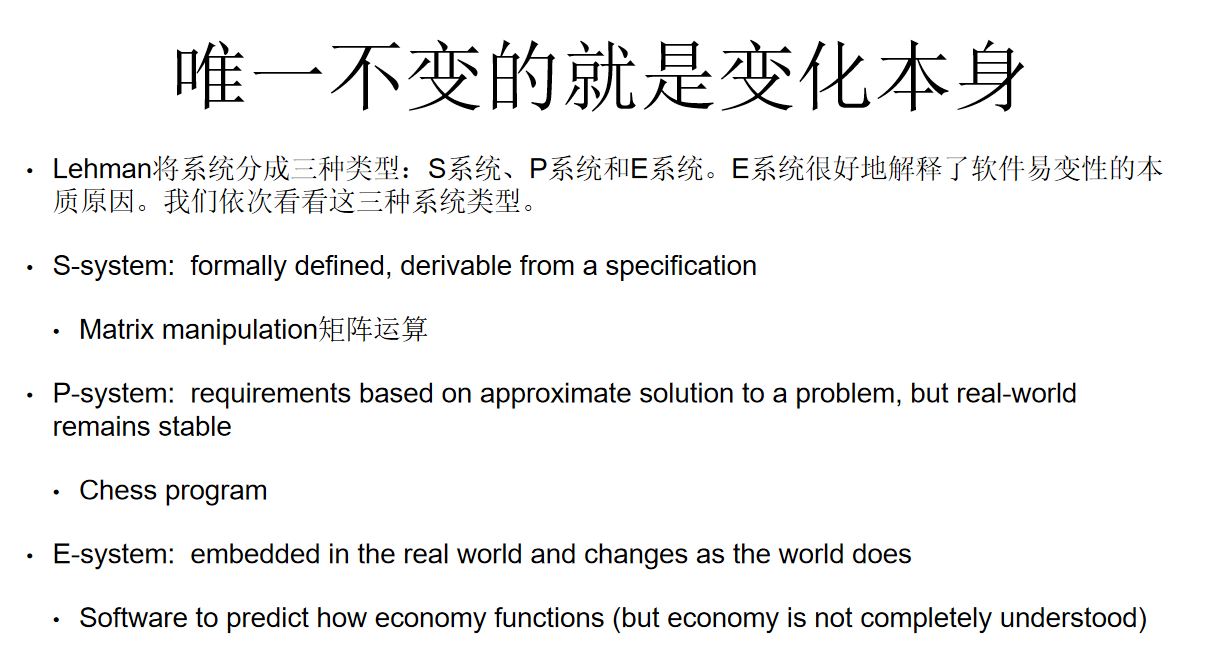 唯一不变的就是变化本身
• Lehman将系统分成三种类型：S系统、P系统和E系统。E系统很好地解释了软件易变性的本
质原因。我们依次看看这三种系统类型。
• S-system:  formally defined, derivable from a specification
• Matrix manipulation矩阵运算
• P-system:  requirements based on approximate solution to a problem, but real-world
remains stable
• Chess program
• E-system:  embedded in the real world and changes as the world does
• Software to predict how economy functions (but economy is not completely understood)